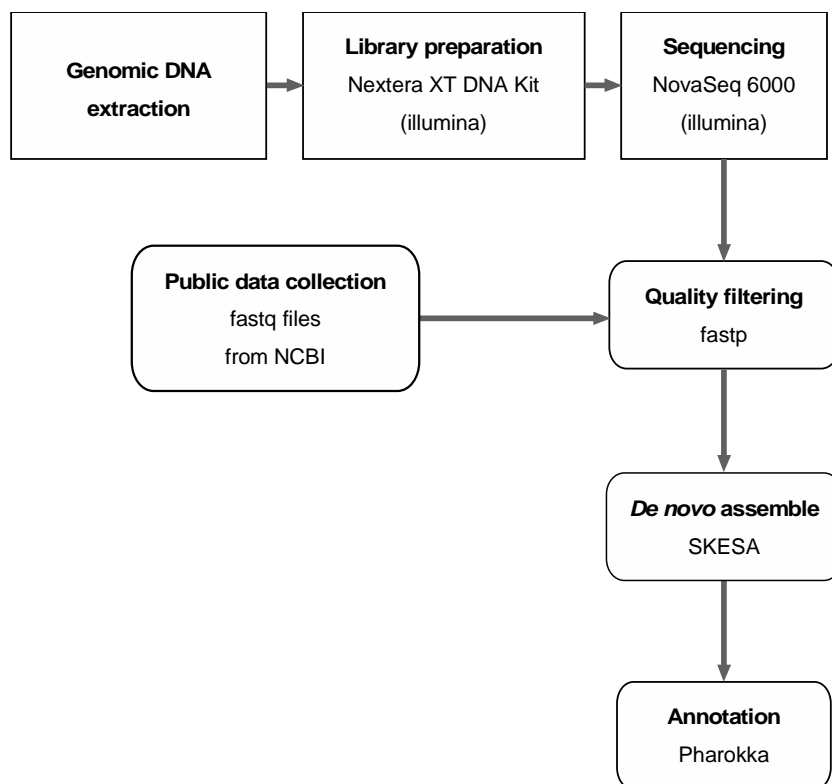 Genomic DNA
extraction
Library preparation
Nextera XT DNA Kit
(illumina)
Sequencing
NovaSeq 6000
(illumina)
Public data collection
fastq files
from NCBI
Quality filtering
fastp
De novo assemble
SKESA
Annotation
Pharokka